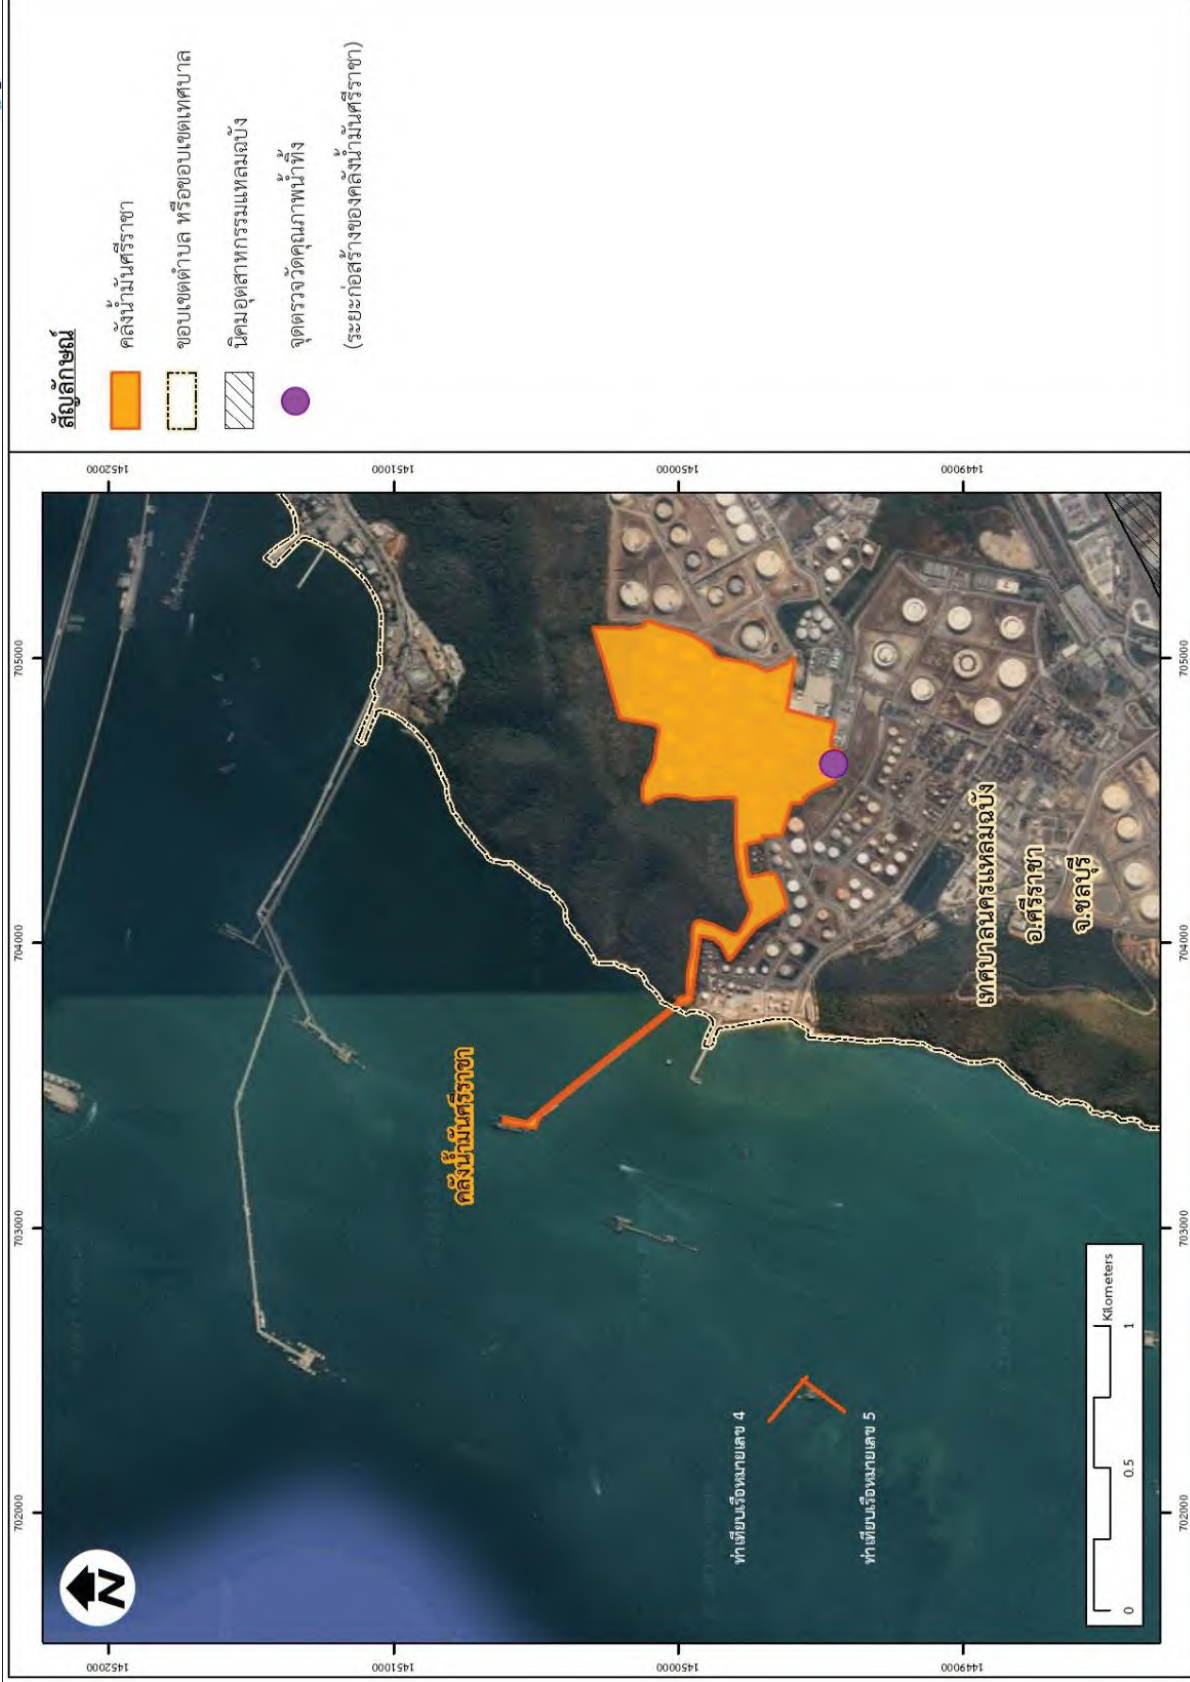 สัญลักษณ์
คลังน้ำมันศรีราชา
ขอบเขตตำบล หรือขอบเขตเทศบาล
นิคมอุตสาหกรรมแหลมฉบัง
จุดตรวจวัดคุณภาพน้ำทิ้ง
(ระยะก่อสร้างของคลังน้ำมันศรีราชา)
702000 703000 704000 705000
N
1452000 1452000
1451000 1451000
1450000 1450000
1449000 1449000
คลังน้ำมันศรีราชา
ท่าเทียบเรือหมายเลข 4
ท่าเทียบเรือหมายเลข 5
เทศบาลนครแหลมฉบัง
อ.ศรีราชา
จ.ชลบุรี
Kilometers
0 0.5 1
702000 703000 704000 705000